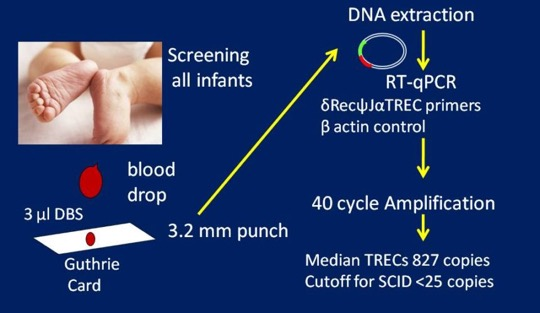 Screening
all infants
blood
drop
3 µl DBS
Guthrie
Card
3.2 mm punch
DNA extraction
RT-qPCR
δRecψJαTREC primers
β actin control
40 cycle Amplification
Median TRECs 827 copies
Cutoff for SCID <25 copies